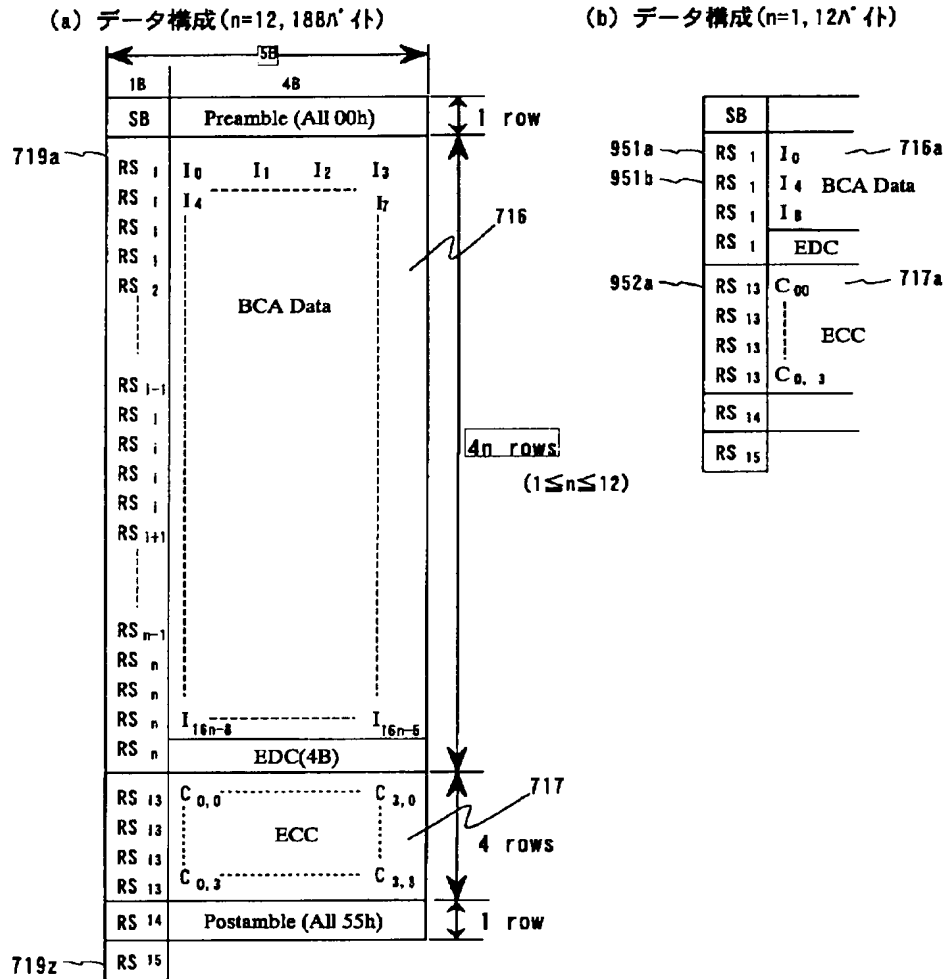 (a) データ構成(n=12,188バイト)
5B
1B 4B
SB Preamble (All 00h) 1 row
719a
RS 1 I0 I1 I2 I3
RS 1 I4 I7
RS 1 716
RS 1
RS 2 BCA Data
RS i-1
RS i
RS i 4n rows
RS i (1≦n≦12)
RS i
RS i+1
RS n-1
RS n
RS n
RS n I16n-8 I16n-5
RS n EDC(4B)
RS 13 C0,0 C3,0 717
RS 13 ECC
RS 13 4 rows
RS 13 C0,3 C3,3
RS 14 Postamble (All 55h) 1 row
719z RS 15
(b) データ構成(n=1,12バイト)
SB
951a RS 1 I0 716a
951b RS 1 I4 BCA Data
RS 1 I8
RS 1 EDC
952a RS 13 C00 717a
RS 13
RS 13 ECC
RS 13 C0,3
RS 14
RS 15